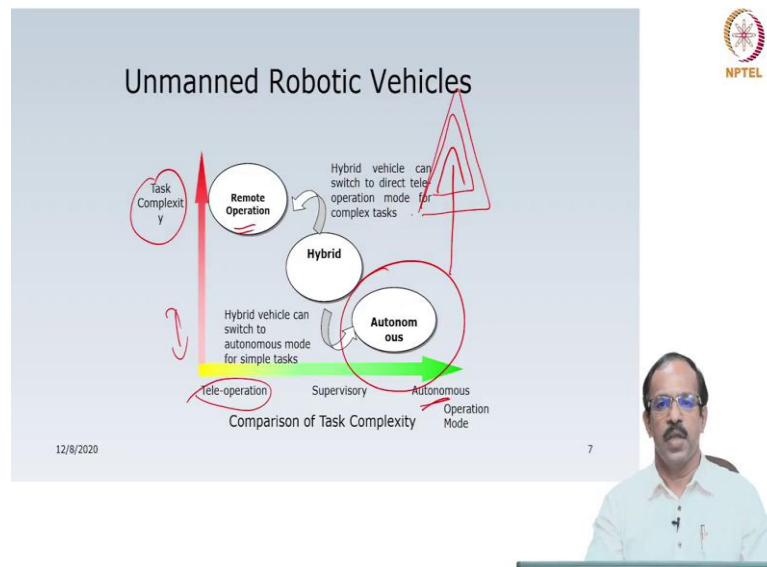 NPTEL
Unmanned Robotic Vehicles
Task
Complexit
y
Remote
Operation
Hybrid vehicle can
switch to direct tele-
operation mode for
complex tasks
Hybrid
Hybrid vehicle can
switch to
autonomous mode
for simple tasks
Autonom
ous
Tele-operation
Supervisory
Autonomous
Operation
Mode
Comparison of Task Complexity
12/8/2020
7